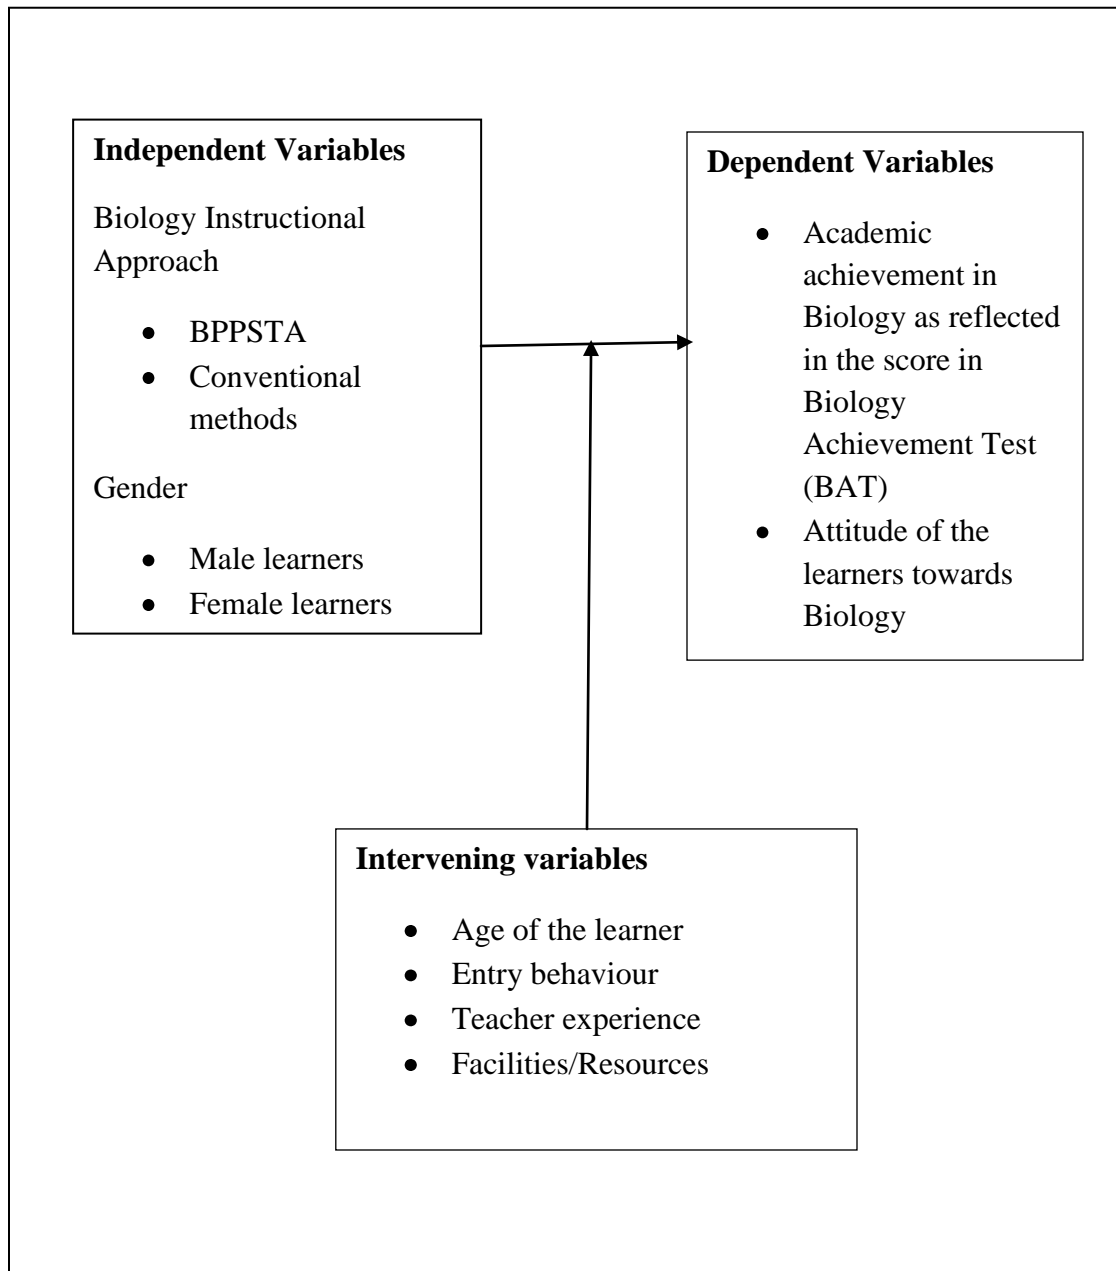 Independent Variables
Biology Instructional
Approach
• BPPSTA
• Conventional
methods
Gender
• Male learners
• Female learners
Dependent Variables
• Academic
achievement in
Biology as reflected
in the score in
Biology
Achievement Test
(BAT)
• Attitude of the
learners towards
Biology
Intervening variables
• Age of the learner
• Entry behaviour
• Teacher experience
• Facilities/Resources